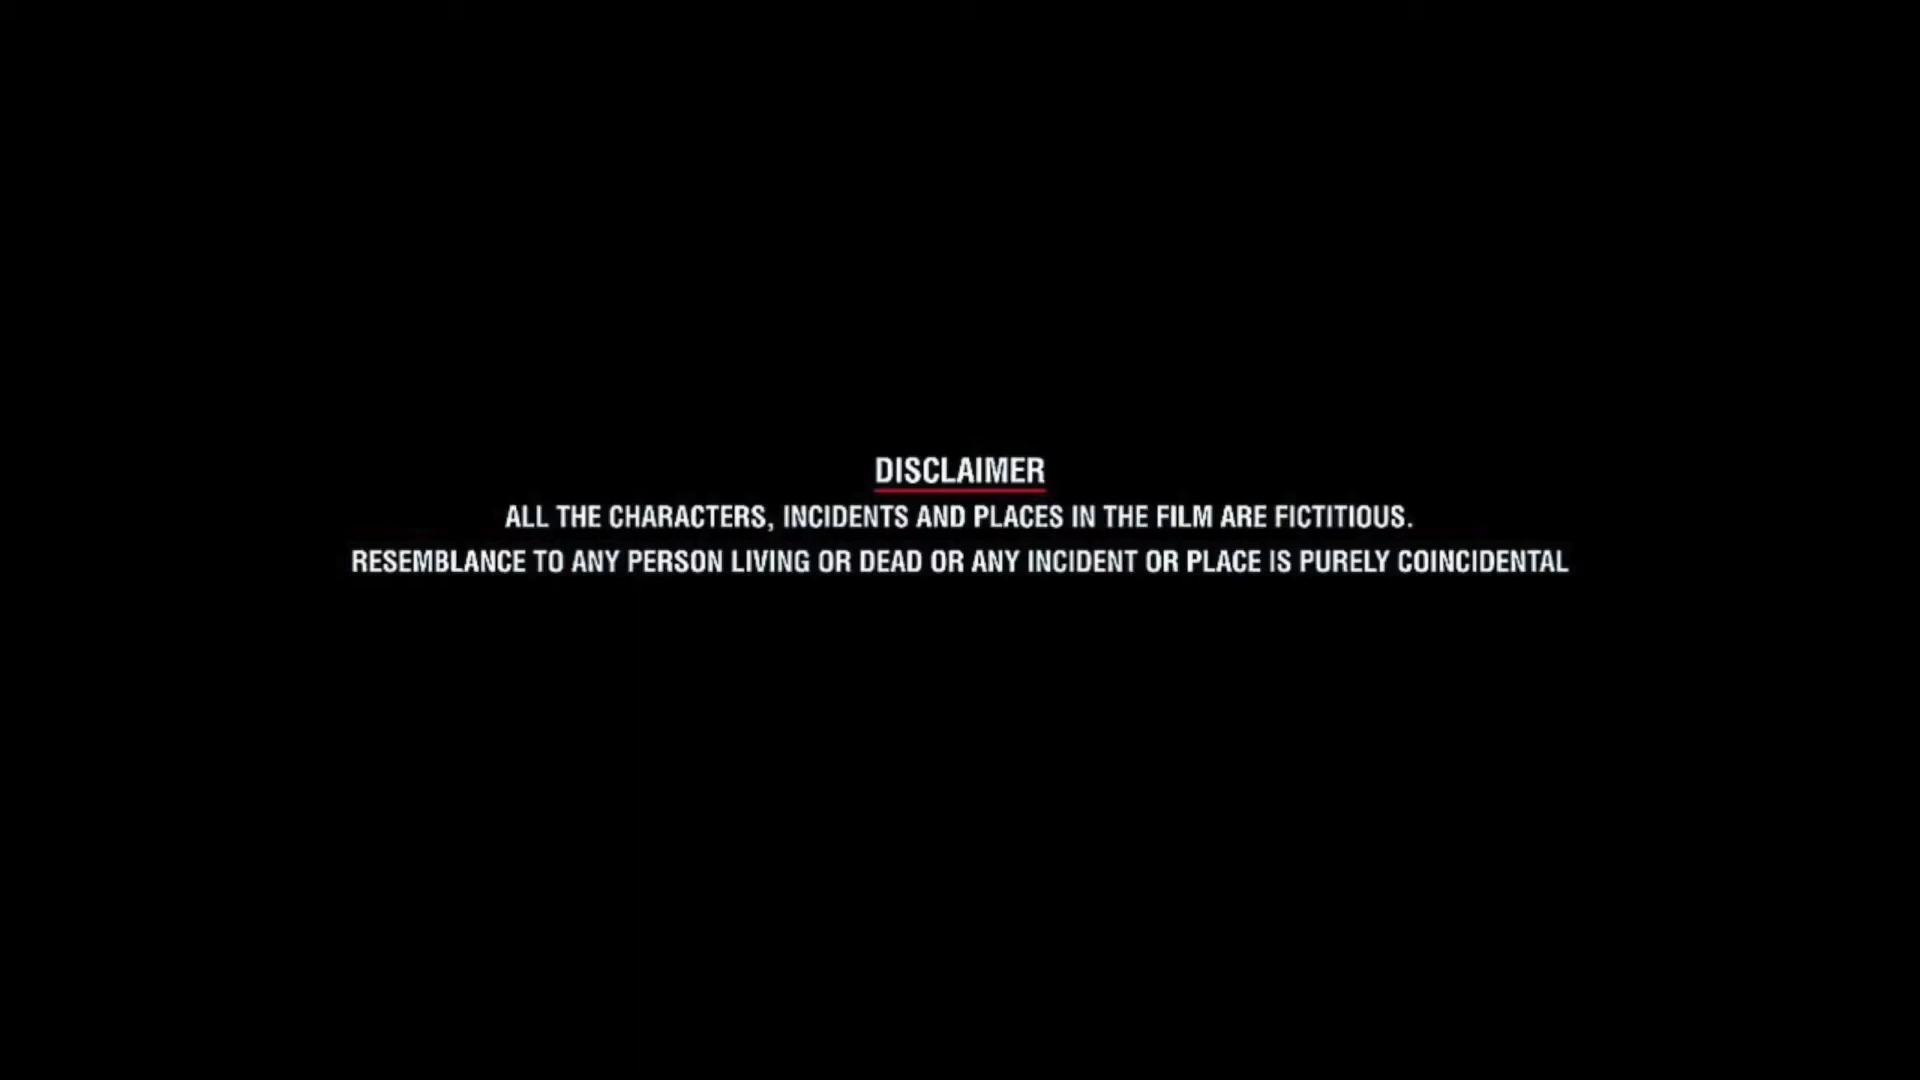 DISCLAIMER
ALL THE CHARACTERS, INCIDENTS AND PLACES IN THE FILM ARE FICTITIOUS.
RESEMBLANCE TO ANY PERSON LIVING OR DEAD OR ANY INCIDENT OR PLACE IS PURELY COINCIDENTAL